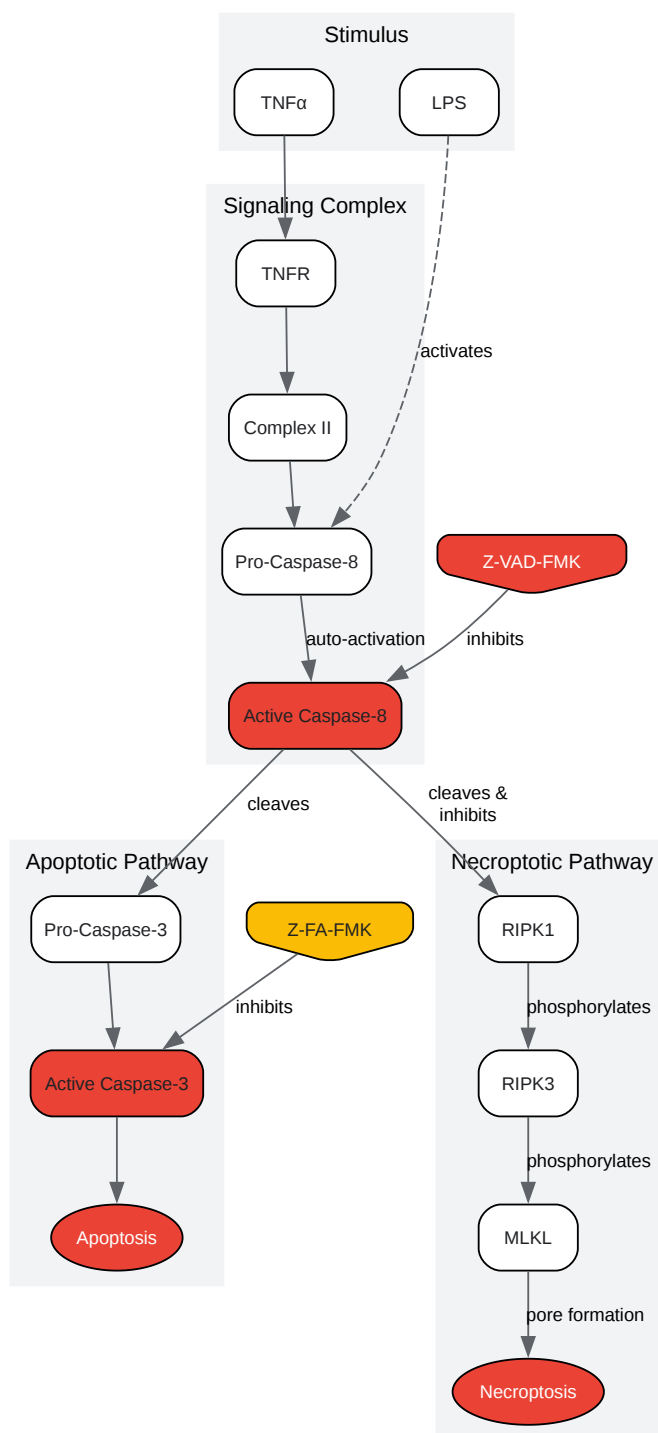 Stimulus
TNFα
LPS
Signaling Complex
TNFR
activates
Complex II
Pro-Caspase-8
Z-VAD-FMK
auto-activation
inhibits
Active Caspase-8
cleaves
cleaves &
inhibits
Apoptotic Pathway
Necroptotic Pathway
Pro-Caspase-3
Z-FA-FMK
RIPK1
inhibits
phosphorylates
Active Caspase-3
RIPK3
phosphorylates
Apoptosis
MLKL
pore formation
Necroptosis